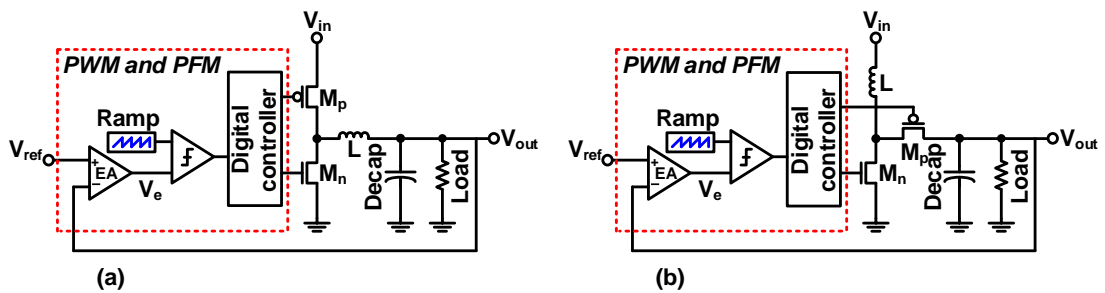 Vin
PWM and PFM
Ramp
Digital controller
Mp
Vref
+
EA
−
Ve
L
Mn
Decap
Load
Vout
(a)
Vin
PWM and PFM
L
Ramp
Digital controller
Vref
+
EA
−
Ve
Mp
Mn
Decap
Load
Vout
(b)